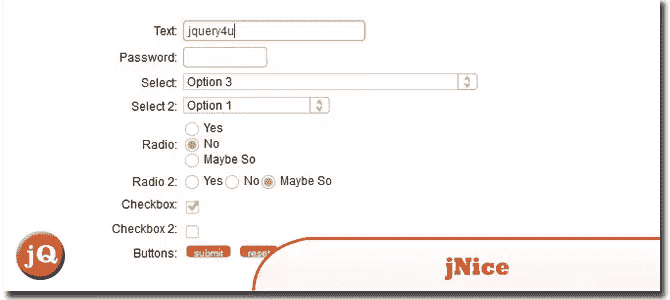 Text: jquery4u
Password:
Select: Option 3
Select 2: Option 1
Yes
Radio: No
Maybe So
Radio 2: Yes No Maybe So
Checkbox:
Checkbox 2:
Buttons: submit reset
jQ
jNice